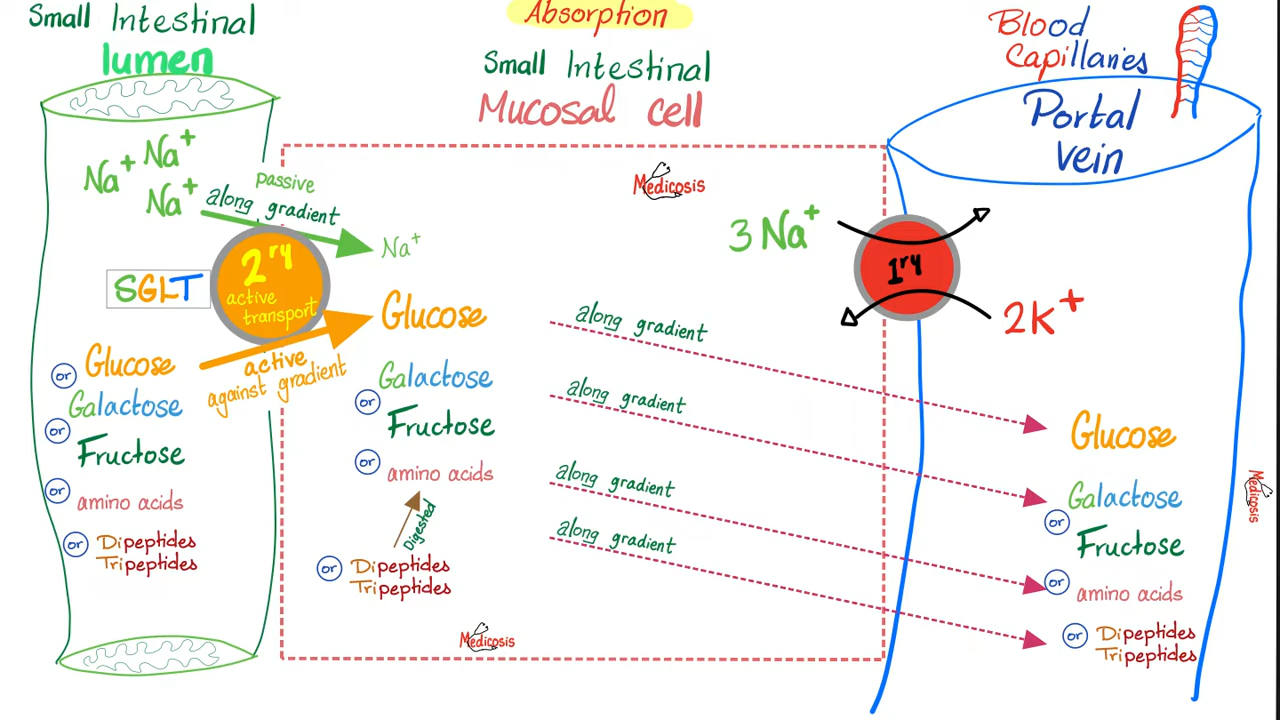 Absorption
Small Intestinal
lumen
Small Intestinal
Mucosal cell
Blood
Capillaries
Portal
vein
Na+
Na+
Na+
passive
along gradient
Na+
SGLT
2ry
active
transport
active
against gradient
Glucose
or
Galactose
or
Fructose
or
amino acids
or
Dipeptides
Tripeptides
Glucose
Galactose
or
Fructose
or
amino acids
Digested
or
Dipeptides
Tripeptides
Medicosis
3 Na+
1ry
2K+
along gradient
along gradient
along gradient
along gradient
Medicosis
Glucose
Galactose
or
Fructose
or
amino acids
or
Dipeptides
Tripeptides
Medicosis